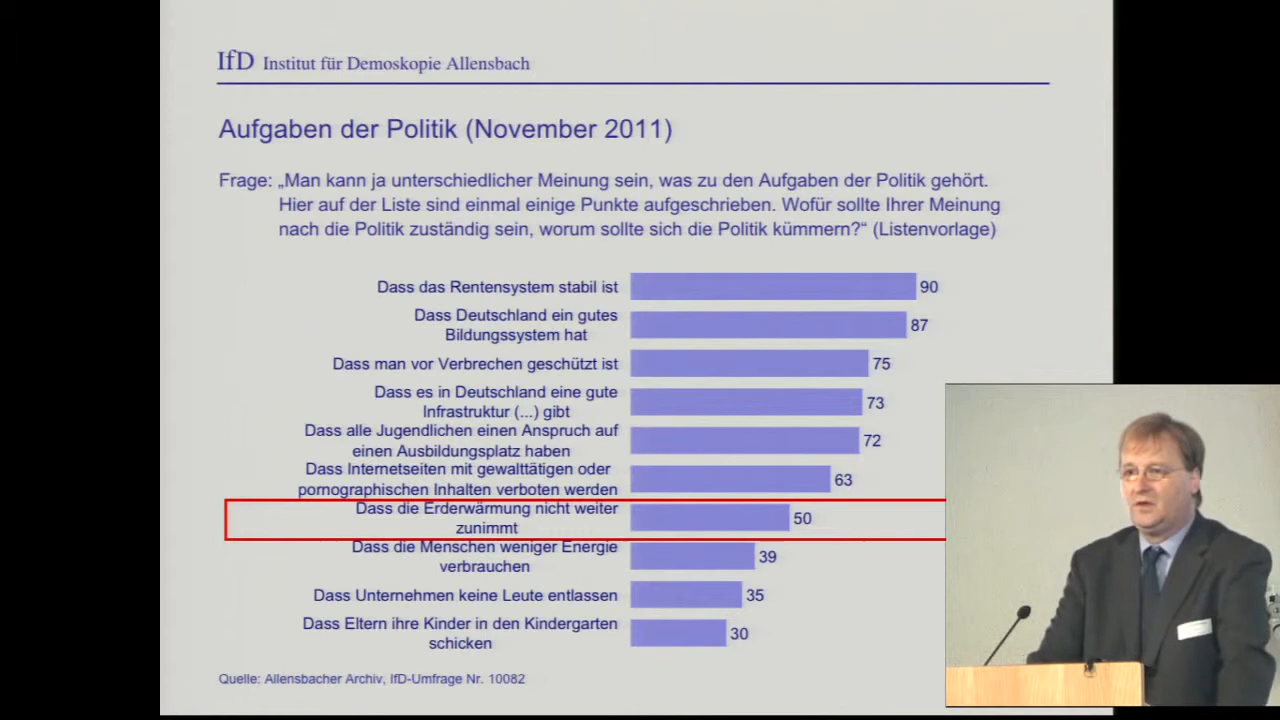 IfD Institut für Demoskopie Allensbach
Aufgaben der Politik (November 2011)
Frage: „Man kann ja unterschiedlicher Meinung sein, was zu den Aufgaben der Politik gehört.
Hier auf der Liste sind einmal einige Punkte aufgeschrieben. Wofür sollte Ihrer Meinung
nach die Politik zuständig sein, worum sollte sich die Politik kümmern?“ (Listenvorlage)
Dass das Rentensystem stabil ist 90
Dass Deutschland ein gutes
Bildungssystem hat 87
Dass man vor Verbrechen geschützt ist 75
Dass es in Deutschland eine gute
Infrastruktur (...) gibt 73
Dass alle Jugendlichen einen Anspruch auf
einen Ausbildungsplatz haben 72
Dass Internetseiten mit gewalttätigen oder
pornographischen Inhalten verboten werden 63
Dass die Erderwärmung nicht weiter
zunimmt 50
Dass die Menschen weniger Energie
verbrauchen 39
Dass Unternehmen keine Leute entlassen 35
Dass Eltern ihre Kinder in den Kindergarten
schicken 30
Quelle: Allensbacher Archiv, IfD-Umfrage Nr. 10082